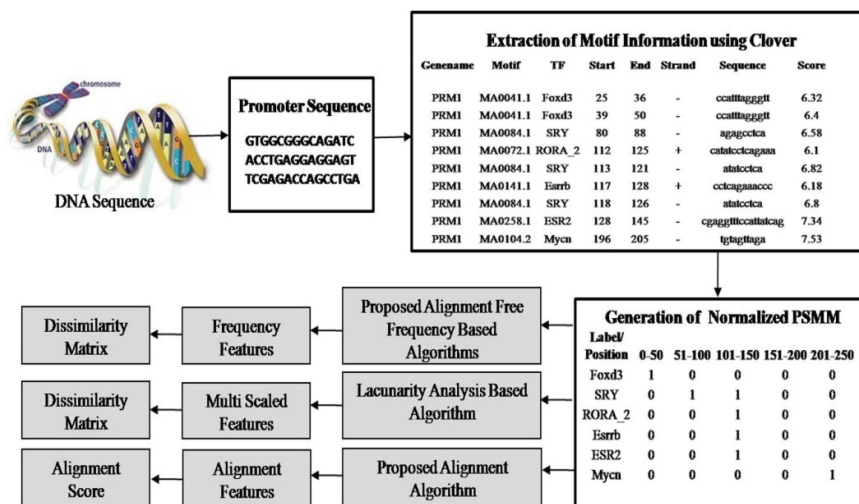 chromosome
DNA
DNA Sequence
Promoter Sequence
GTGGCGGGCAGATC
ACCTGAGGAGGAGT
TCGAGACCAGCCTGA
Extraction of Motif Information using Clover
Genename Motif TF Start End Strand Sequence Score
PRM1 MA0041.1 Foxd3 25 36 - ccatttagggtt 6.32
PRM1 MA0041.1 Foxd3 39 50 - ccatttagggtt 6.4
PRM1 MA0084.1 SRY 80 88 - agagcctca 6.58
PRM1 MA0072.1 RORA_2 112 125 + catatcctcagaaa 6.1
PRM1 MA0084.1 SRY 113 121 - atatcctca 6.82
PRM1 MA0141.1 Esrrb 117 128 + cctcagaaaccc 6.18
PRM1 MA0084.1 SRY 118 126 - atatcctca 6.8
PRM1 MA0258.1 ESR2 128 145 - cgaggtttccattatcag 7.34
PRM1 MA0104.2 Mycn 196 205 - tgtagttaga 7.53
Generation of Normalized PSMM
Label/
Position 0-50 51-100 101-150 151-200 201-250
Foxd3 1 0 0 0 0
SRY 0 1 1 0 0
RORA_2 0 0 1 0 0
Esrrb 0 0 1 0 0
ESR2 0 0 1 0 0
Mycn 0 0 0 0 1
Proposed Alignment Free
Frequency Based
Algorithms
Frequency
Features
Dissimilarity
Matrix
Lacunarity Analysis Based
Algorithm
Multi Scaled
Features
Dissimilarity
Matrix
Proposed Alignment
Algorithm
Alignment
Features
Alignment
Score